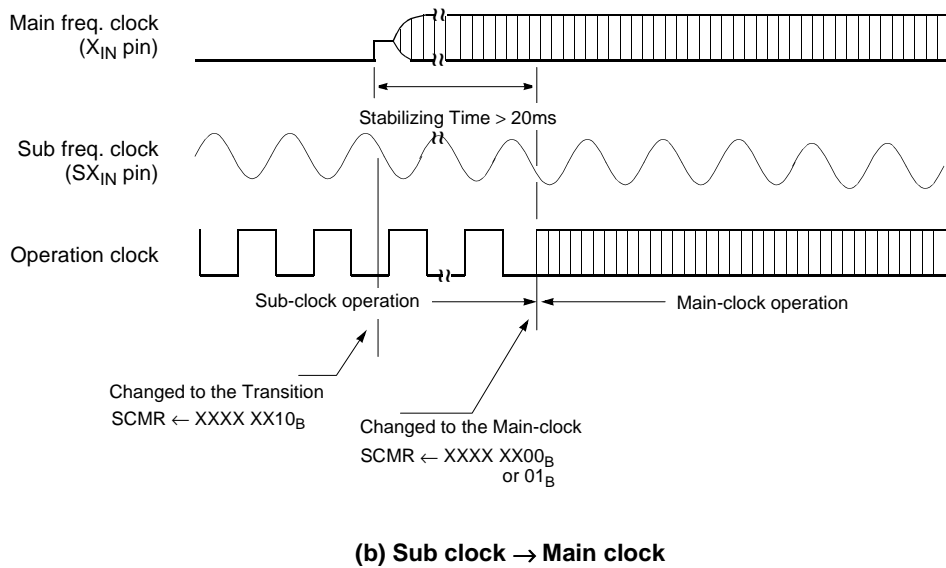 Main freq. clock
(XIN pin)
Stabilizing Time > 20ms
Sub freq. clock
(SXIN pin)
Operation clock
Sub-clock operation
Main-clock operation
Changed to the Transition
SCMR ← XXXX XX10B
Changed to the Main-clock
SCMR ← XXXX XX00B
or 01B
(b) Sub clock → Main clock